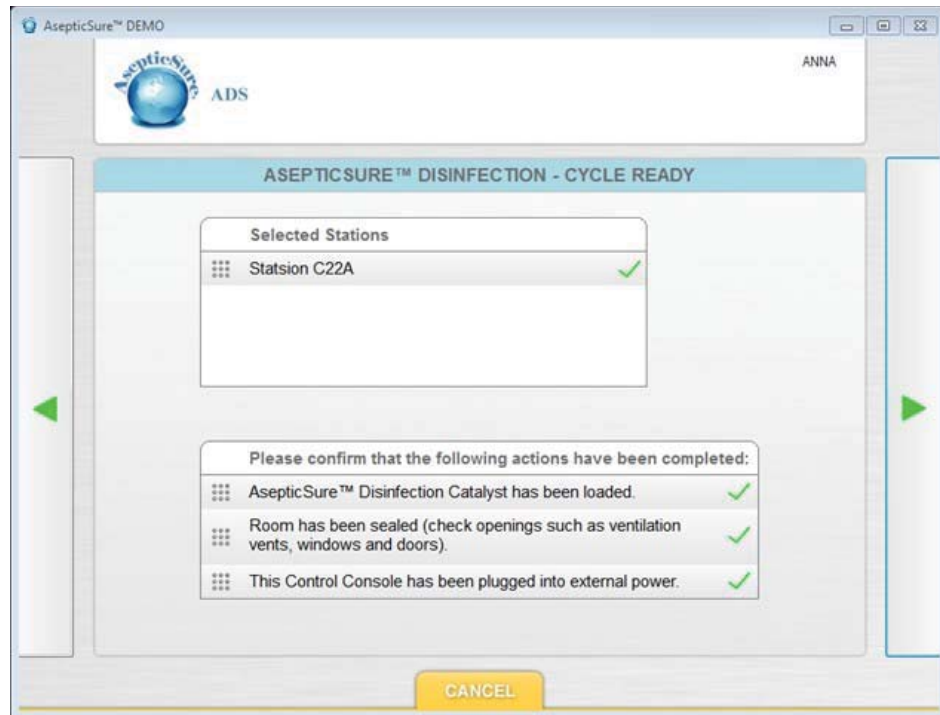 AsepticSure™ DEMO
AsepticSure
ADS
ANNA
ASEPTICSURE™ DISINFECTION - CYCLE READY
Selected Stations
Statsion C22A
Please confirm that the following actions have been completed:
AsepticSure™ Disinfection Catalyst has been loaded.
Room has been sealed (check openings such as ventilation
vents, windows and doors).
This Control Console has been plugged into external power.
CANCEL